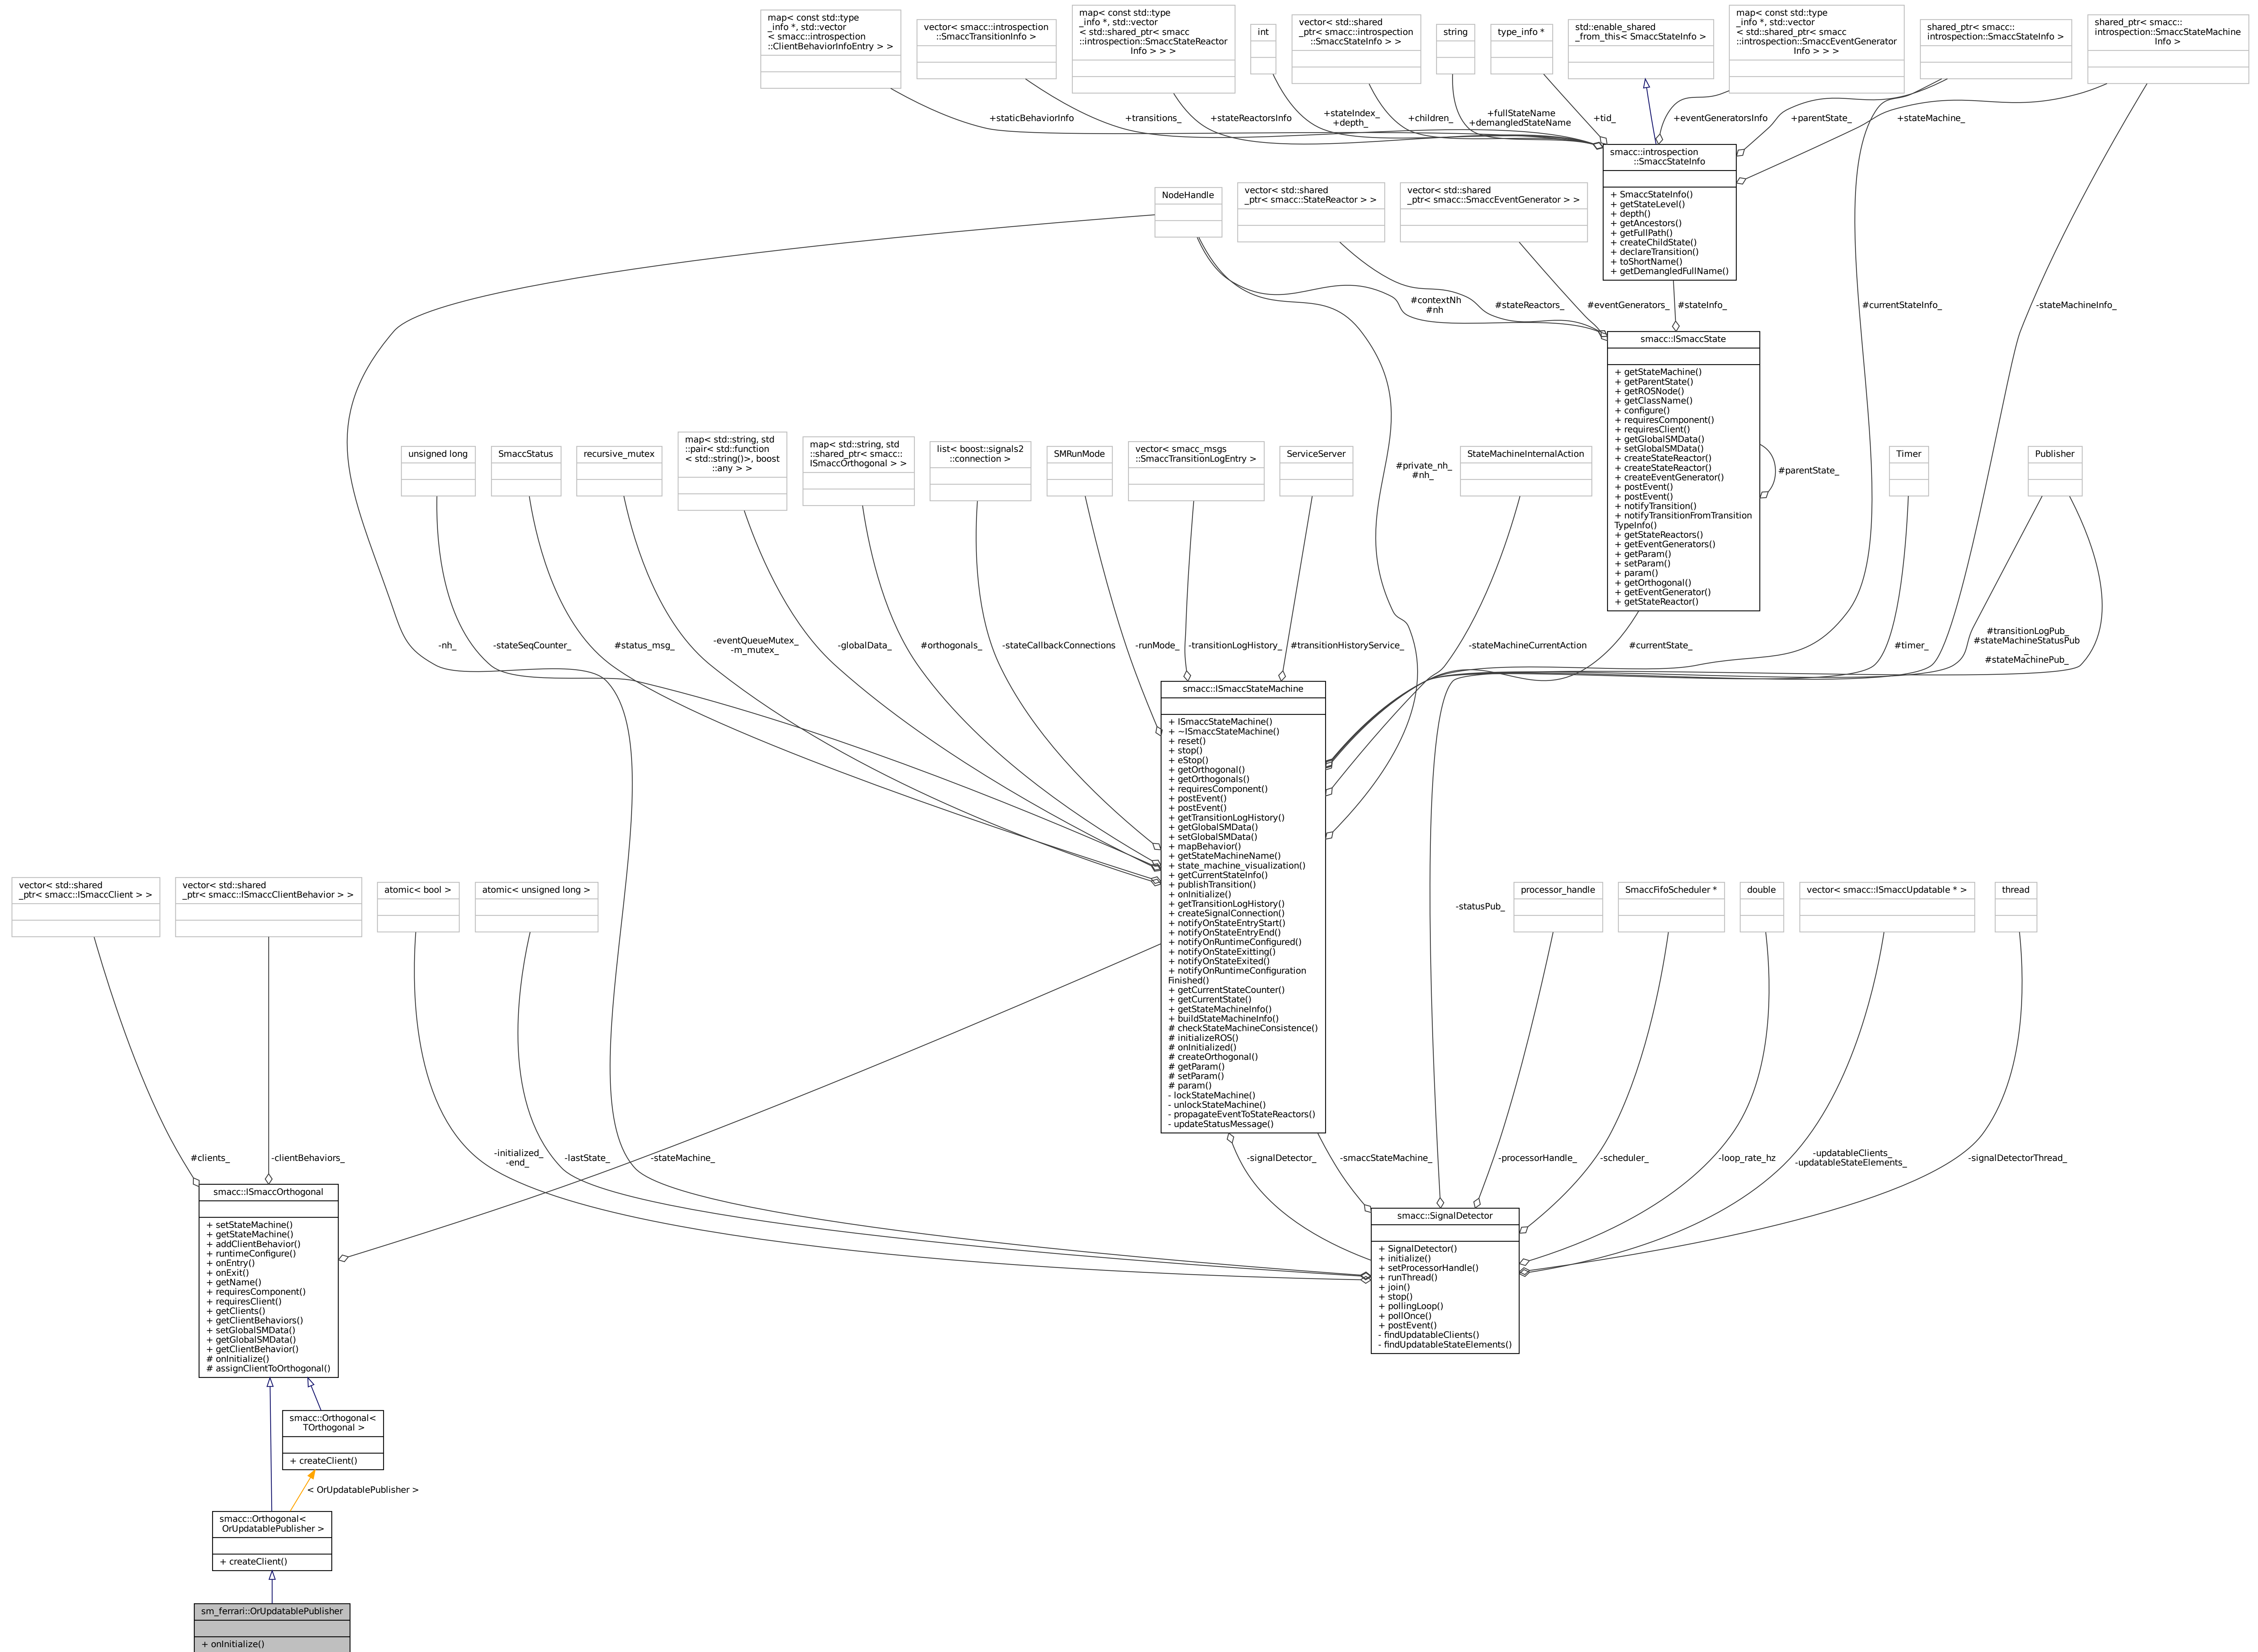 map< const std::type
_info *, std::vector
< smacc::introspection
::ClientBehaviorInfoEntry > >
vector< smacc::introspection
::SmaccTransitionInfo >
map< const std::type
_info *, std::vector
< std::shared_ptr< smacc
::introspection::SmaccStateReactor
Info > > >
int
vector< std::shared
_ptr< smacc::introspection
::SmaccStateInfo > >
string
type_info *
std::enable_shared
_from_this< SmaccStateInfo >
map< const std::type
_info *, std::vector
< std::shared_ptr< smacc
::introspection::SmaccEventGenerator
Info > > >
shared_ptr< smacc::
introspection::SmaccStateInfo >
shared_ptr< smacc::
introspection::SmaccStateMachine
Info >
+staticBehaviorInfo
+transitions_
+stateReactorsInfo
+stateIndex_
+depth_
+children_
+fullStateName
+demangledStateName
+tid_
+eventGeneratorsInfo
+parentState_
+stateMachine_
smacc::introspection
::SmaccStateInfo
+ SmaccStateInfo()
+ getStateLevel()
+ depth()
+ getAncestors()
+ getFullPath()
+ createChildState()
+ declareTransition()
+ toShortName()
+ getDemangledFullName()
NodeHandle
vector< std::shared
_ptr< smacc::StateReactor > >
vector< std::shared
_ptr< smacc::SmaccEventGenerator > >
#contextNh
#nh
#stateReactors_
#eventGenerators_
#stateInfo_
#currentStateInfo_
-stateMachineInfo_
smacc::ISmaccState
+ getStateMachine()
+ getParentState()
+ getROSNode()
+ getClassName()
+ configure()
+ requiresComponent()
+ requiresClient()
+ getGlobalSMData()
+ setGlobalSMData()
+ createStateReactor()
+ createStateReactor()
+ createEventGenerator()
+ postEvent()
+ postEvent()
+ notifyTransition()
+ notifyTransitionFromTransition
TypeInfo()
+ getStateReactors()
+ getEventGenerators()
+ getParam()
+ setParam()
+ param()
+ getOrthogonal()
+ getEventGenerator()
+ getStateReactor()
#parentState_
unsigned long
SmaccStatus
recursive_mutex
map< std::string, std
::pair< std::function
< std::string()>, boost
::any > >
map< std::string, std
::shared_ptr< smacc::
ISmaccOrthogonal > >
list< boost::signals2
::connection >
SMRunMode
vector< smacc_msgs
::SmaccTransitionLogEntry >
ServiceServer
#private_nh_
#nh_
StateMachineInternalAction
Timer
Publisher
-nh_
-stateSeqCounter_
#status_msg_
-eventQueueMutex_
-m_mutex_
-globalData_
#orthogonals_
-stateCallbackConnections
-runMode_
-transitionLogHistory_
#transitionHistoryService_
-stateMachineCurrentAction
#currentState_
#timer_
#transitionLogPub_
#stateMachineStatusPub
_
#stateMachinePub_
smacc::ISmaccStateMachine
+ ISmaccStateMachine()
+ ~ISmaccStateMachine()
+ reset()
+ stop()
+ eStop()
+ getOrthogonal()
+ getOrthogonals()
+ requiresComponent()
+ postEvent()
+ postEvent()
+ getTransitionLogHistory()
+ getGlobalSMData()
+ setGlobalSMData()
+ mapBehavior()
+ getStateMachineName()
+ state_machine_visualization()
+ getCurrentStateInfo()
+ publishTransition()
+ onInitialize()
+ getTransitionLogHistory()
+ createSignalConnection()
+ notifyOnStateEntryStart()
+ notifyOnStateEntryEnd()
+ notifyOnRuntimeConfigured()
+ notifyOnStateExitting()
+ notifyOnStateExited()
+ notifyOnRuntimeConfiguration
Finished()
+ getCurrentStateCounter()
+ getCurrentState()
+ getStateMachineInfo()
+ buildStateMachineInfo()
# checkStateMachineConsistence()
# initializeROS()
# onInitialized()
# createOrthogonal()
# getParam()
# setParam()
# param()
- lockStateMachine()
- unlockStateMachine()
- propagateEventToStateReactors()
- updateStatusMessage()
vector< std::shared
_ptr< smacc::ISmaccClient > >
vector< std::shared
_ptr< smacc::ISmaccClientBehavior > >
atomic< bool >
atomic< unsigned long >
-statusPub_
processor_handle
SmaccFifoScheduler *
double
vector< smacc::ISmaccUpdatable * >
thread
#clients_
-clientBehaviors_
-initialized_
-end_
-lastState_
-stateMachine_
-signalDetector_
-smaccStateMachine_
-processorHandle_
-scheduler_
-loop_rate_hz
-updatableClients_
-updatableStateElements_
-signalDetectorThread_
smacc::ISmaccOrthogonal
+ setStateMachine()
+ getStateMachine()
+ addClientBehavior()
+ runtimeConfigure()
+ onEntry()
+ onExit()
+ getName()
+ requiresComponent()
+ requiresClient()
+ getClients()
+ getClientBehaviors()
+ setGlobalSMData()
+ getGlobalSMData()
+ getClientBehavior()
# onInitialize()
# assignClientToOrthogonal()
smacc::SignalDetector
+ SignalDetector()
+ initialize()
+ setProcessorHandle()
+ runThread()
+ join()
+ stop()
+ pollingLoop()
+ pollOnce()
+ postEvent()
- findUpdatableClients()
- findUpdatableStateElements()
smacc::Orthogonal<
TOrthogonal >
+ createClient()
< OrUpdatablePublisher >
smacc::Orthogonal<
OrUpdatablePublisher >
+ createClient()
sm_ferrari::OrUpdatablePublisher
+ onInitialize()